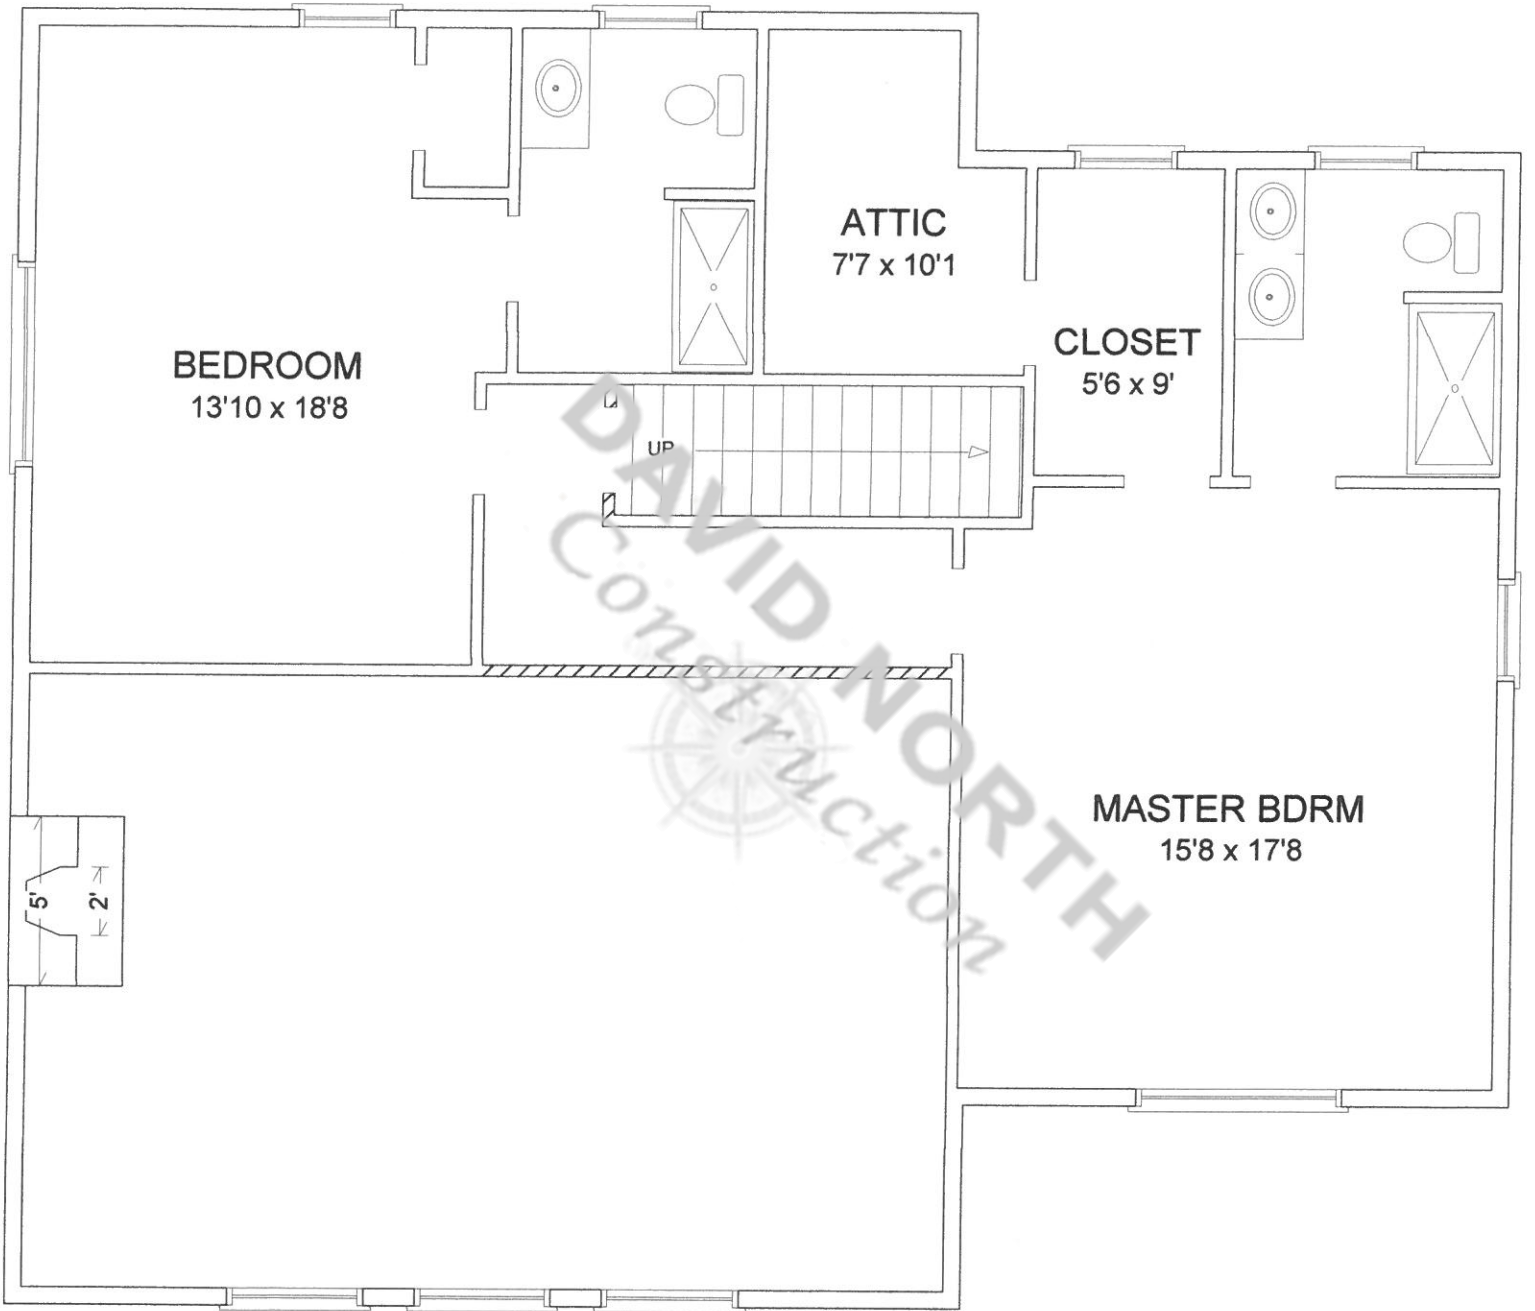 ATTIC
7'7 x 10'1
CLOSET
5'6 x 9'
BEDROOM
13'10 x 18'8
UP
MASTER BDRM
15'8 x 17'8
5'
2'
DAVID NORTH
Construction